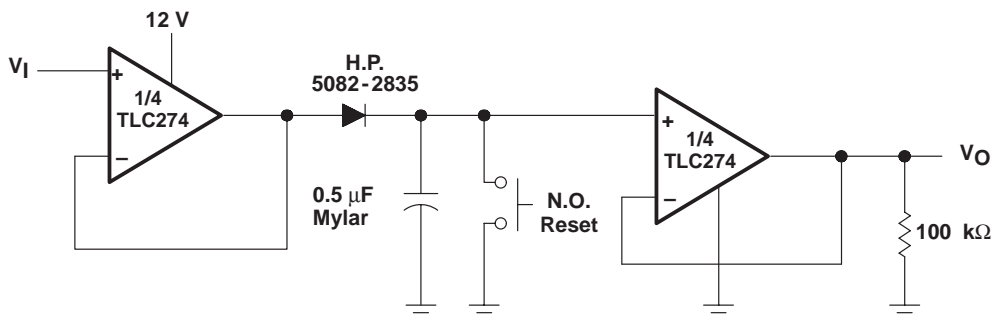 12 V
VI
+
1/4
TLC274
−
H.P.
5082-2835
0.5 μF
Mylar
N.O.
Reset
+
1/4
TLC274
−
VO
100 kΩ